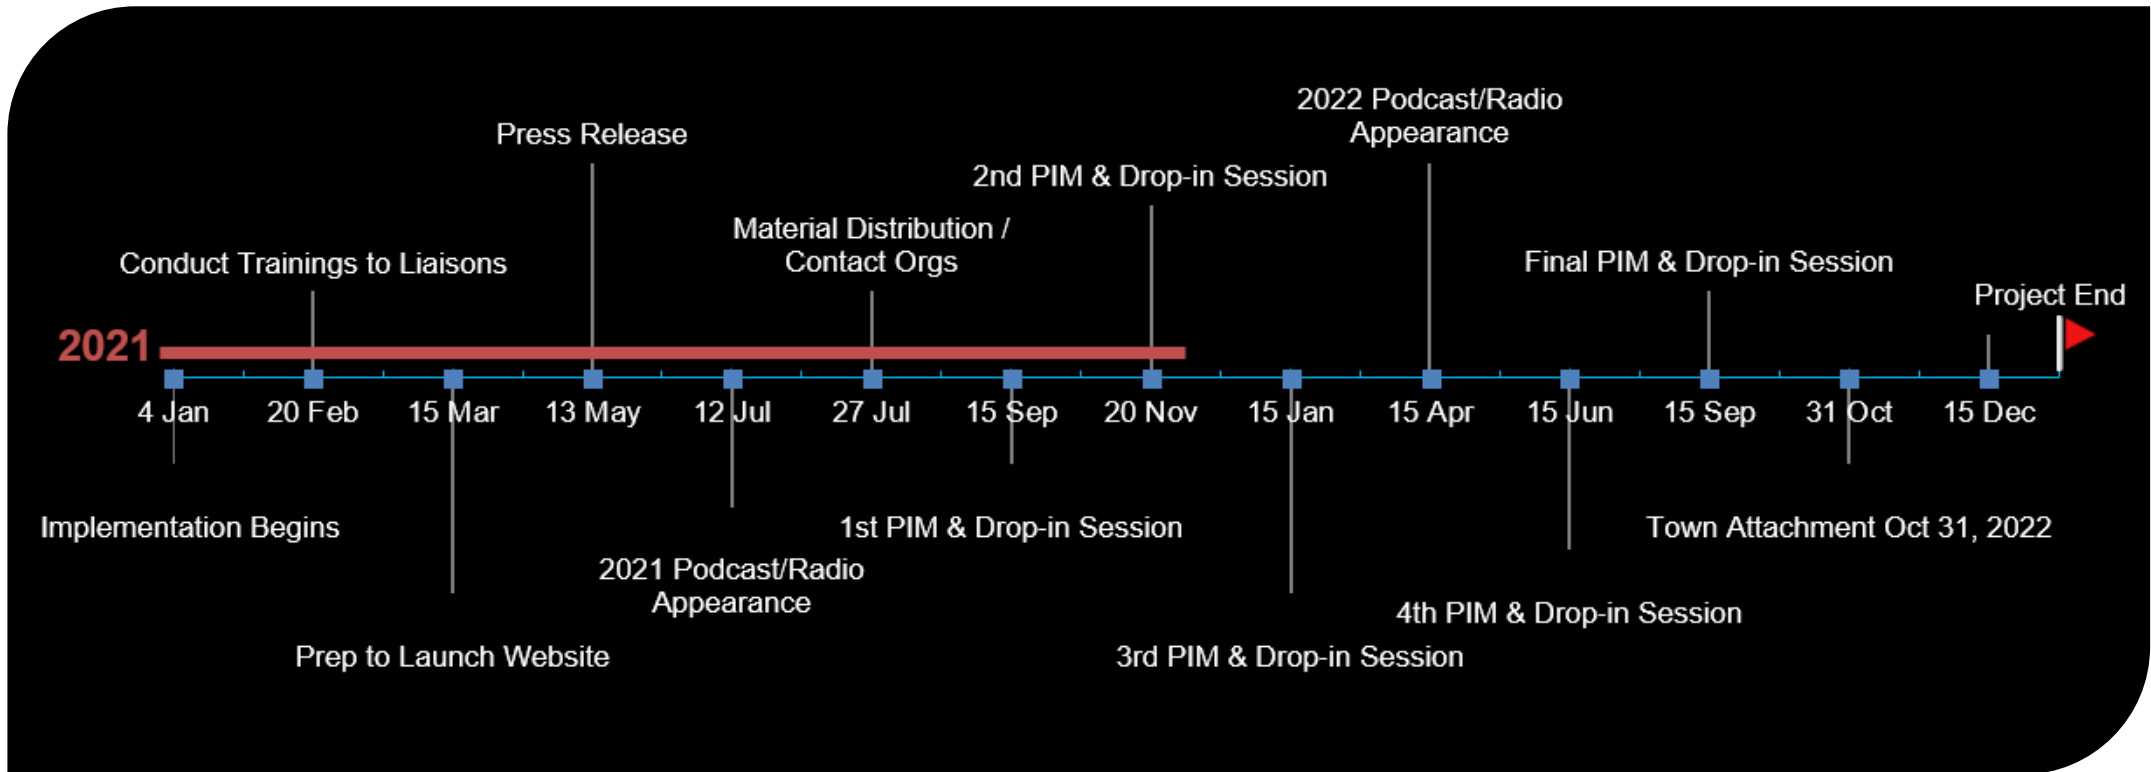 2022 Podcast/Radio
Appearance
Press Release
2nd PIM & Drop-in Session
Material Distribution /
Contact Orgs
Conduct Trainings to Liaisons
Final PIM & Drop-in Session
Project End
2021
4 Jan 20 Feb 15 Mar 13 May 12 Jul 27 Jul 15 Sep 20 Nov 15 Jan 15 Apr 15 Jun 15 Sep 31 Oct 15 Dec
Implementation Begins
1st PIM & Drop-in Session
Town Attachment Oct 31, 2022
2021 Podcast/Radio
Appearance
4th PIM & Drop-in Session
Prep to Launch Website
3rd PIM & Drop-in Session